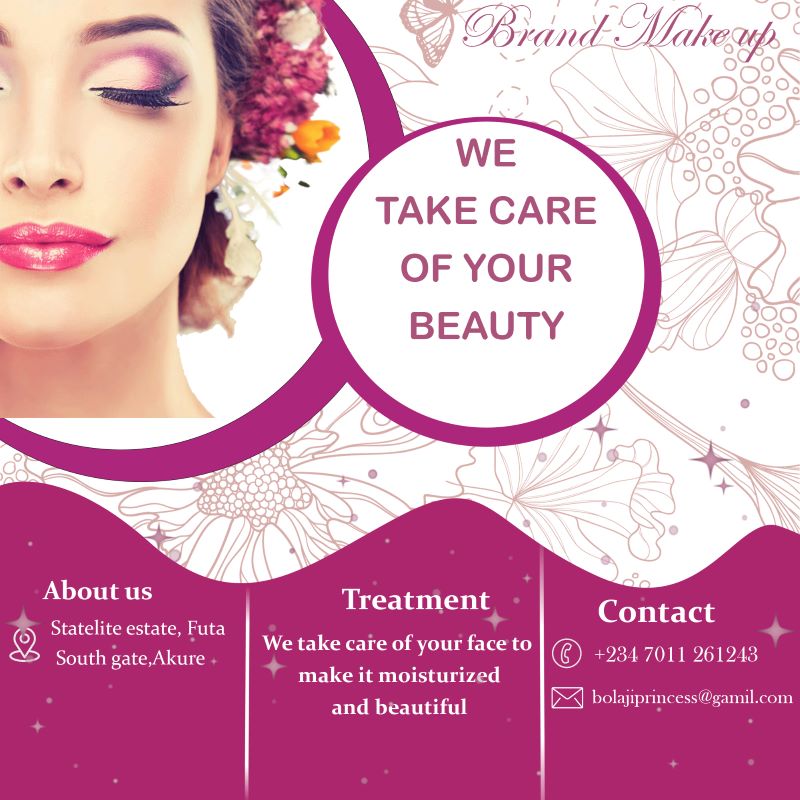 Brand Make up
WE
TAKE CARE
OF YOUR
BEAUTY
About us
Statelite estate, Futa
South gate,Akure
Treatment
We take care of your face to
make it moisturized
and beautiful
Contact
+234 7011 261243
bolajiprincess@gamil.com